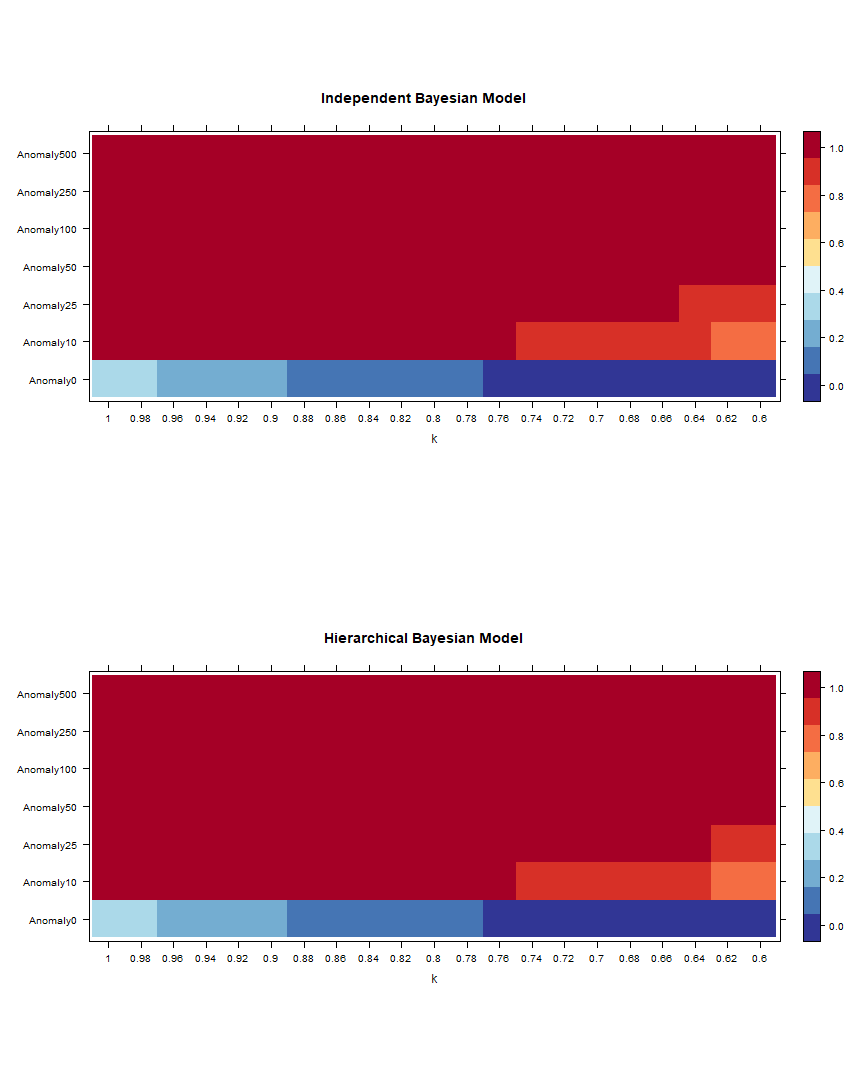 Independent Bayesian Model
Anomaly500
Anomaly250
Anomaly100
Anomaly50
Anomaly25
Anomaly10
Anomaly0
1 0.98 0.96 0.94 0.92 0.9 0.88 0.86 0.84 0.82 0.8 0.78 0.76 0.74 0.72 0.7 0.68 0.66 0.64 0.62 0.6
k
1.0
0.8
0.6
0.4
0.2
0.0
Hierarchical Bayesian Model
Anomaly500
Anomaly250
Anomaly100
Anomaly50
Anomaly25
Anomaly10
Anomaly0
1 0.98 0.96 0.94 0.92 0.9 0.88 0.86 0.84 0.82 0.8 0.78 0.76 0.74 0.72 0.7 0.68 0.66 0.64 0.62 0.6
k
1.0
0.8
0.6
0.4
0.2
0.0